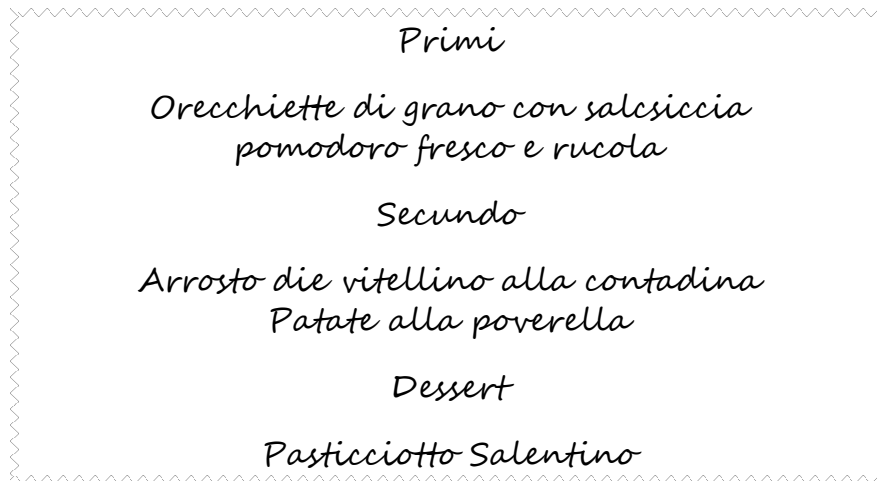 Primi
Orecchiette di grano con salcsiccia
pomodoro fresco e rucola
Secundo
Arrosto die vitellino alla contadina
Patate alla poverella
Dessert
Pasticciotto Salentino